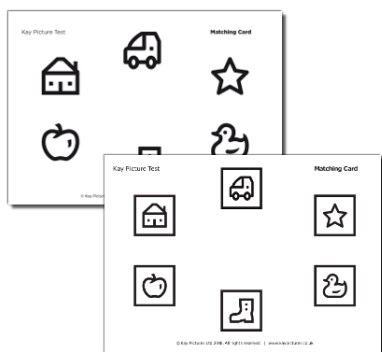 Kay Picture Test Matching Card
© Kay Pictures
Kay Picture Test Matching Card
© Kay Pictures Ltd 2016. All rights reserved | www.kaypictures.co.uk